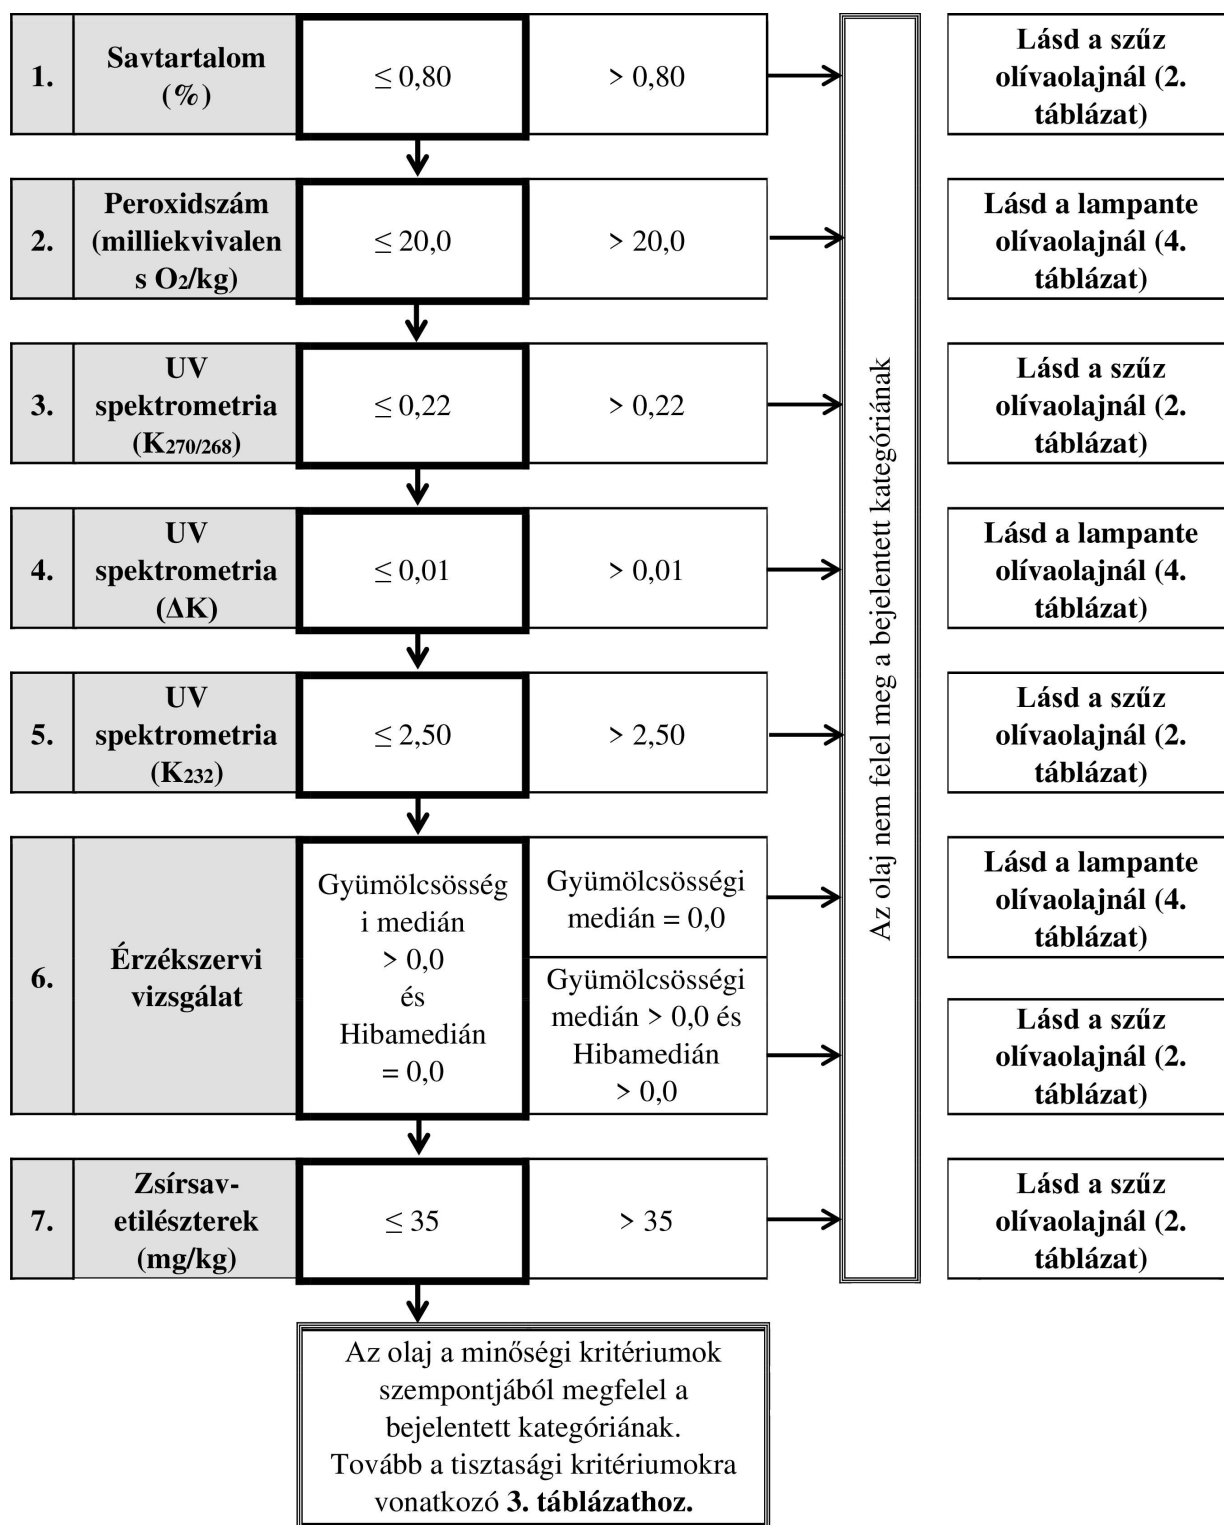 1.
Savtartalom
(%)
≤ 0,80
> 0,80
Lásd a szűz
olívaolajnál (2.
táblázat)
2.
Peroxidszám
(milliekvivalen
s O2/kg)
≤ 20,0
> 20,0
Lásd a lampante
olívaolajnál (4.
táblázat)
3.
UV
spektrometria
(K270/268)
≤ 0,22
> 0,22
Lásd a szűz
olívaolajnál (2.
táblázat)
4.
UV
spektrometria
(ΔK)
≤ 0,01
> 0,01
Lásd a lampante
olívaolajnál (4.
táblázat)
5.
UV
spektrometria
(K232)
≤ 2,50
> 2,50
Lásd a szűz
olívaolajnál (2.
táblázat)
6.
Érzékszervi
vizsgálat
Gyümölcsösség
i medián
> 0,0
és
Hibamedián
= 0,0
Gyümölcsösségi
medián = 0,0
Lásd a lampante
olívaolajnál (4.
táblázat)
Gyümölcsösségi
medián > 0,0 és
Hibamedián
> 0,0
Lásd a szűz
olívaolajnál (2.
táblázat)
7.
Zsírsav-
etilészterek
(mg/kg)
≤ 35
> 35
Lásd a szűz
olívaolajnál (2.
táblázat)
Az olaj nem felel meg a bejelentett kategóriának
Az olaj a minőségi kritériumok
szempontjából megfelel a
bejelentett kategóriának.
Tovább a tisztasági kritériumokra
vonatkozó 3. táblázathoz.